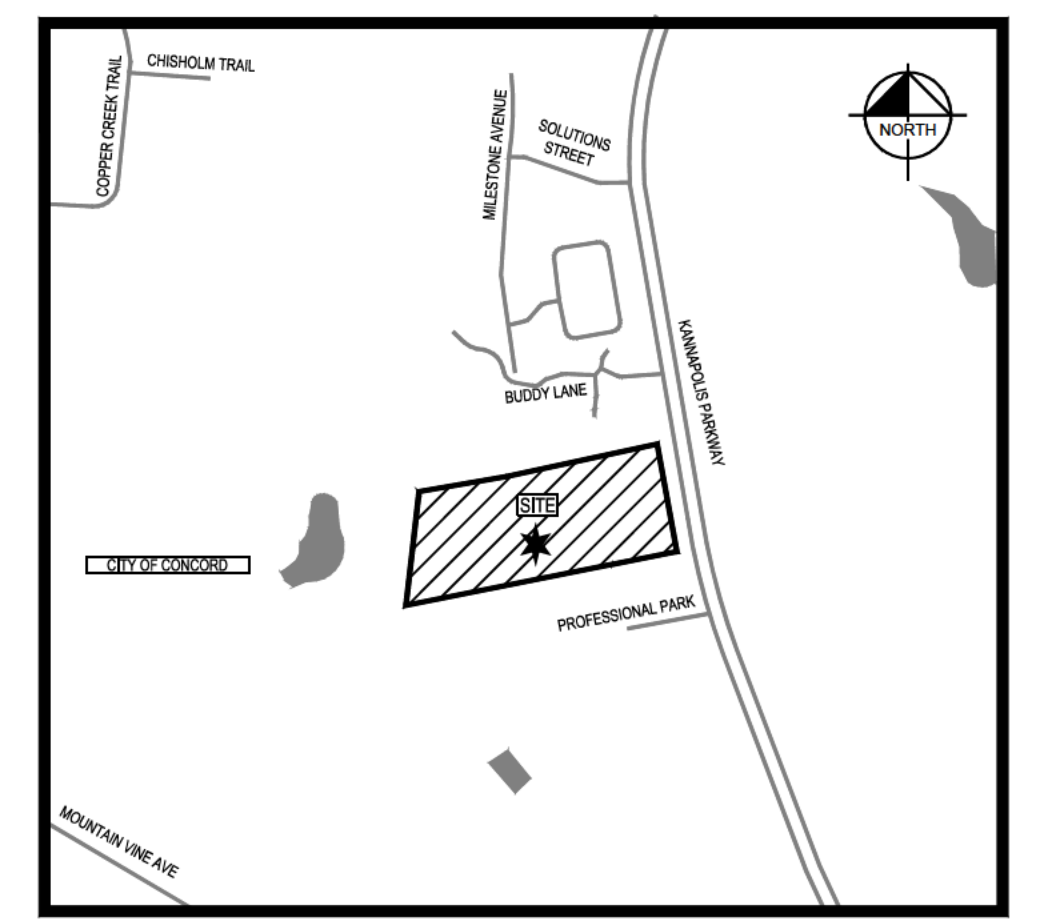 CHISHOLM TRAIL
COPPER CREEK TRAIL
MILESTONE AVENUE
SOLUTIONS
STREET
NORTH
KANNAPOLIS PARKWAY
BUDDY LANE
SITE
CITY OF CONCORD
PROFESSIONAL PARK
MOUNTAIN VINE AVE